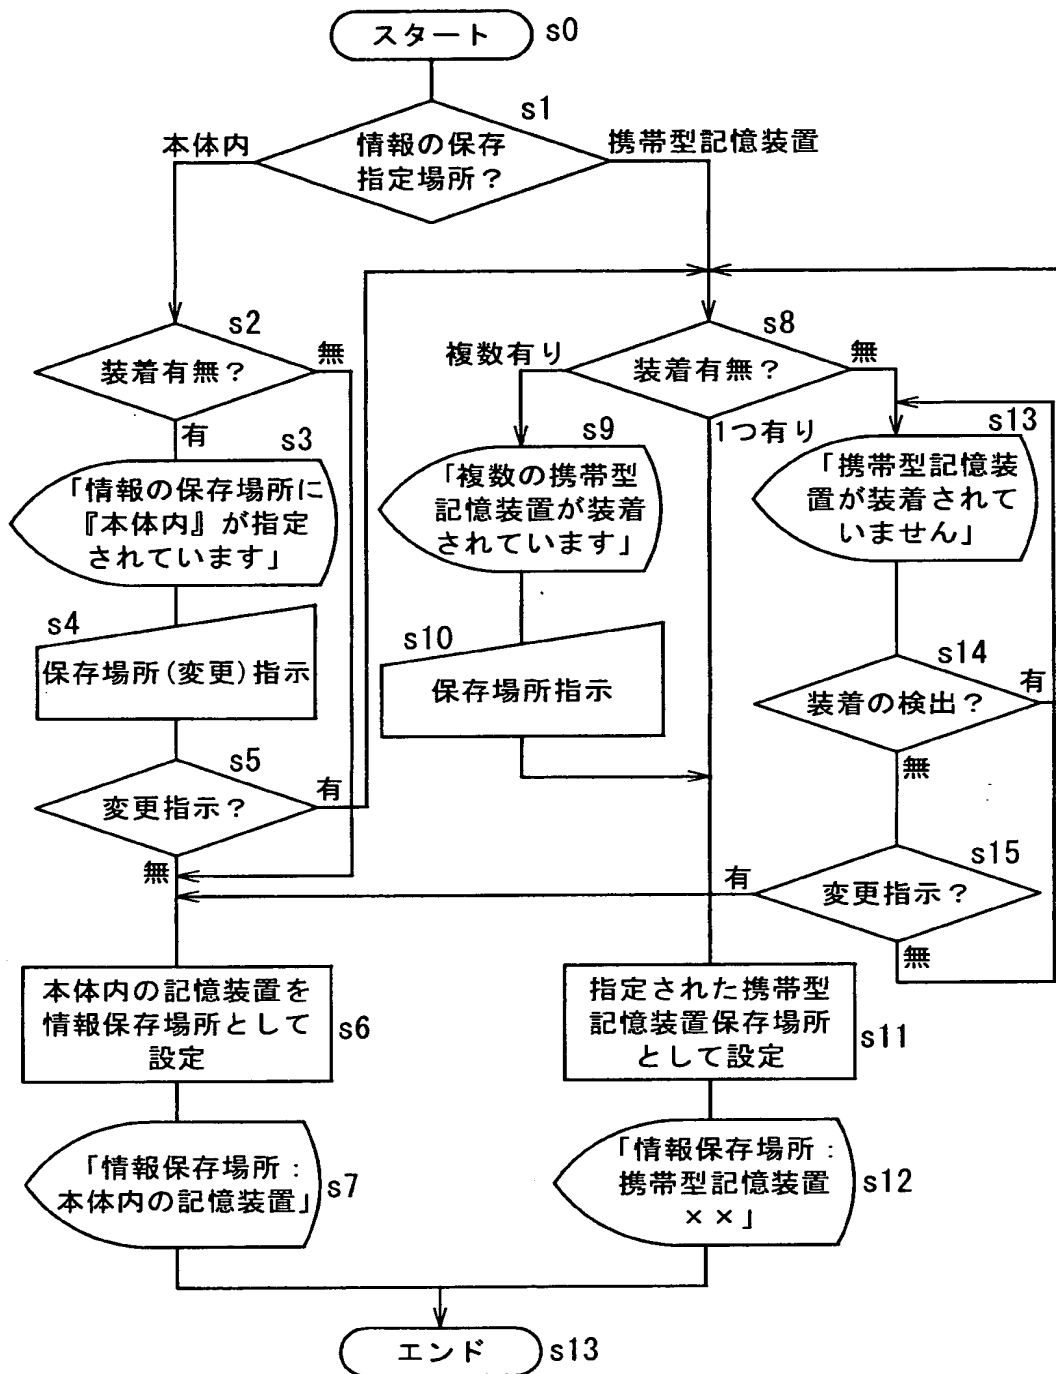 スタート
s0
s1
情報の保存
指定場所？
本体内
携帯型記憶装置
s2
装着有無？
無
有
s3
「情報の保存場所に
『本体内』が指定
されています」
s4
保存場所(変更)指示
s5
変更指示？
有
無
s6
本体内の記憶装置を
情報保存場所として
設定
s7
「情報保存場所：
本体内の記憶装置」
s8
装着有無？
複数有り
無
1つ有り
s9
「複数の携帯型
記憶装置が装着
されています」
s10
保存場所指示
s13
「携帯型記憶装
置が装着されて
いません」
s14
装着の検出？
有
無
s15
変更指示？
有
無
指定された携帯型
記憶装置保存場所
として設定
s11
「情報保存場所：
携帯型記憶装置
××」
s12
エンド
s13